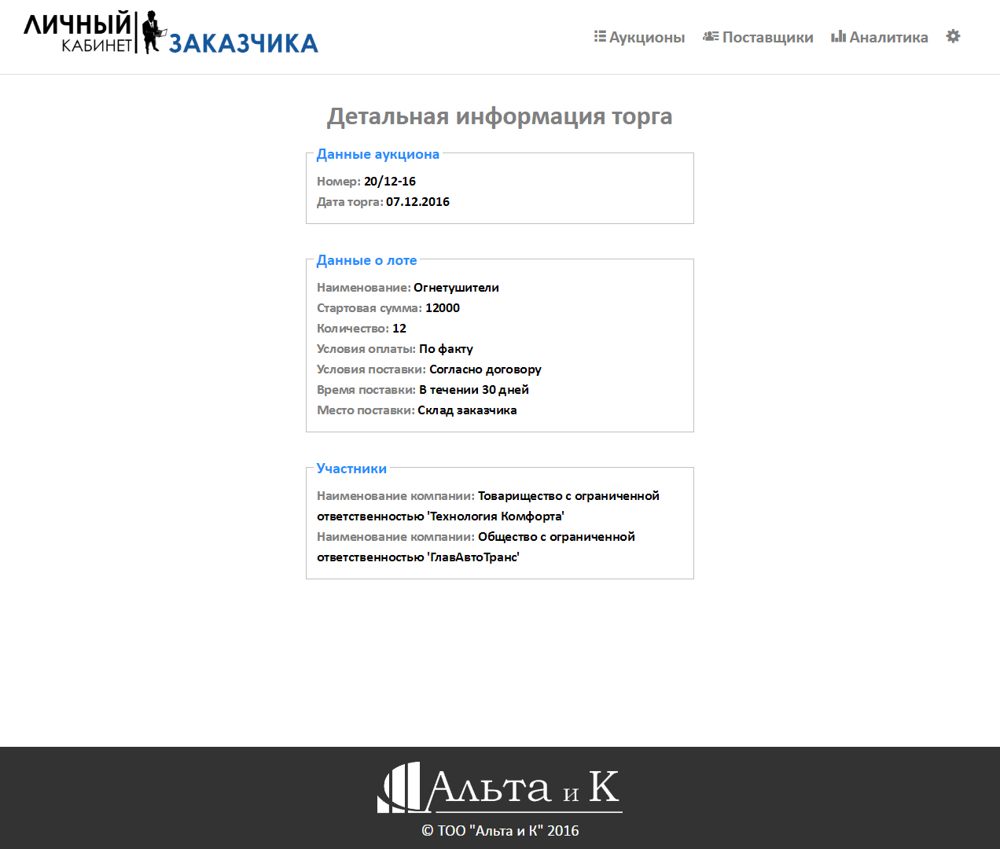 ЛИЧНЫЙ
КАБИНЕТ
ЗАКАЗЧИКА
Аукционы Поставщики Аналитика
Детальная информация торга
Данные аукциона
Номер: 20/12-16
Дата торга: 07.12.2016
Данные о лоте
Наименование: Огнетушители
Стартовая сумма: 12000
Количество: 12
Условия оплаты: По факту
Условия поставки: Согласно договору
Время поставки: В течении 30 дней
Место поставки: Склад заказчика
Участники
Наименование компании: Товарищество с ограниченной
ответственностью 'Технология Комфорта'
Наименование компании: Общество с ограниченной
ответственностью 'ГлавАвтоТранс'
Альта и К
© ТОО "Альта и К" 2016